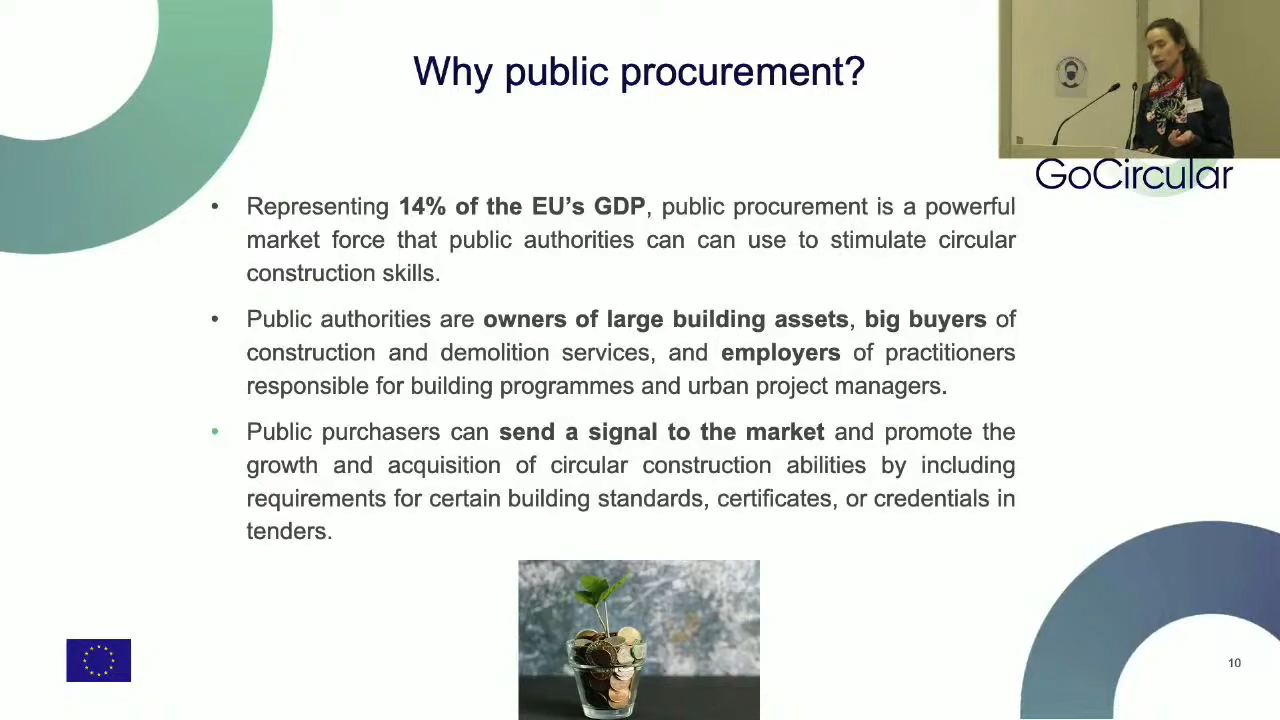 Why public procurement?
GoCircular
• Representing 14% of the EU’s GDP, public procurement is a powerful
market force that public authorities can can use to stimulate circular
construction skills.
• Public authorities are owners of large building assets, big buyers of
construction and demolition services, and employers of practitioners
responsible for building programmes and urban project managers.
• Public purchasers can send a signal to the market and promote the
growth and acquisition of circular construction abilities by including
requirements for certain building standards, certificates, or credentials in
tenders.
10